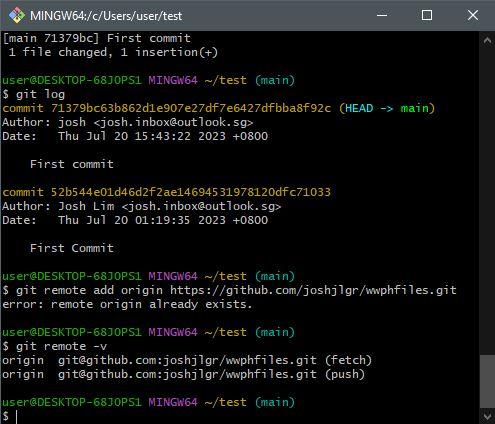 MINGW64:/c/Users/user/test
[main 71379bc] First commit
 1 file changed, 1 insertion(+)
user@DESKTOP-68JOPS1 MINGW64 ~/test (main)
$ git log
commit 71379bc63b862d1e907e27df7e6427dfbba8f92c (HEAD -> main)
Author: josh <josh.inbox@outlook.sg>
Date:   Thu Jul 20 15:43:22 2023 +0800
    First commit
commit 52b544e01d46d2f2ae14694531978120dfc71033
Author: Josh Lim <josh.inbox@outlook.sg>
Date:   Thu Jul 20 01:19:35 2023 +0800
    First Commit
user@DESKTOP-68JOPS1 MINGW64 ~/test (main)
$ git remote add origin https://github.com/joshjlgr/wwphfiles.git
error: remote origin already exists.
user@DESKTOP-68JOPS1 MINGW64 ~/test (main)
$ git remote -v
origin  git@github.com:joshjlgr/wwphfiles.git (fetch)
origin  git@github.com:joshjlgr/wwphfiles.git (push)
user@DESKTOP-68JOPS1 MINGW64 ~/test (main)
$